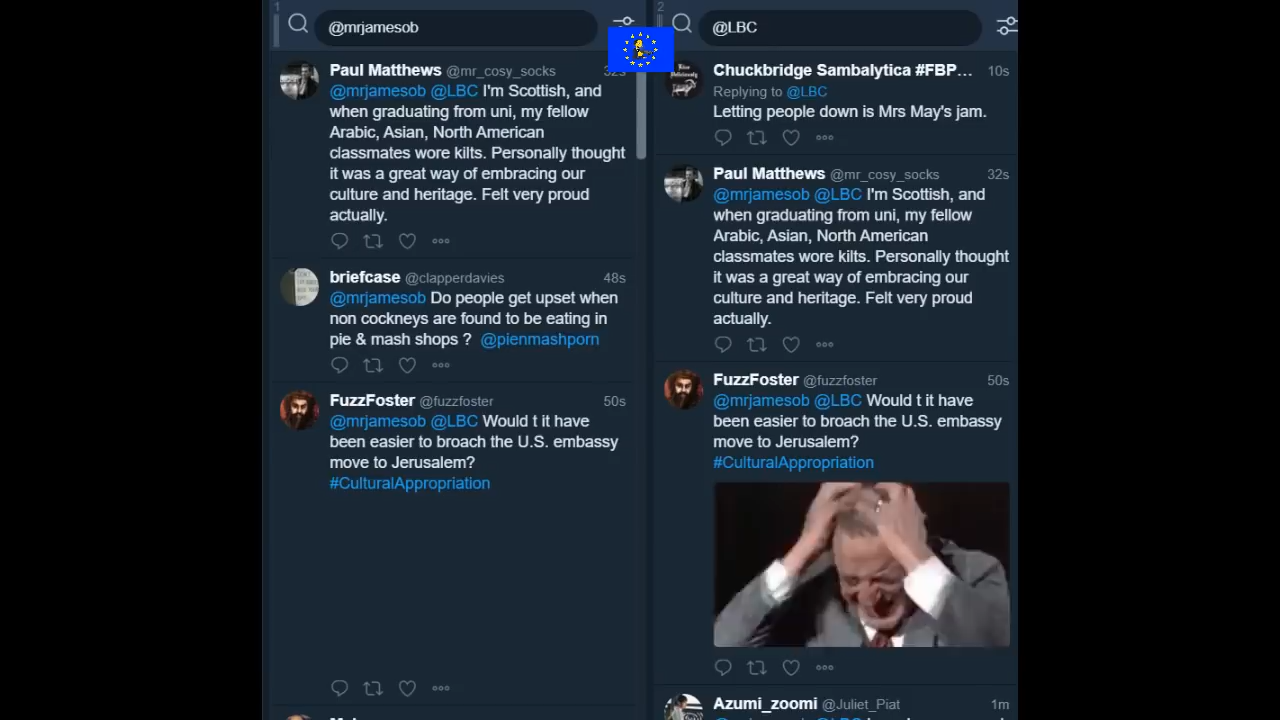 1
@mrjamesob
Paul Matthews @mr_cosy_socks 32s
@mrjamesob @LBC I'm Scottish, and
when graduating from uni, my fellow
Arabic, Asian, North American
classmates wore kilts. Personally thought
it was a great way of embracing our
culture and heritage. Felt very proud
actually.
briefcase @clapperdavies 48s
@mrjamesob Do people get upset when
non cockneys are found to be eating in
pie & mash shops ? @pienmashporn
FuzzFoster @fuzzfoster 50s
@mrjamesob @LBC Would t it have
been easier to broach the U.S. embassy
move to Jerusalem?
#CulturalAppropriation
2
@LBC
Chuckbridge Sambalytica #FBP... 10s
Replying to @LBC
Letting people down is Mrs May's jam.
Paul Matthews @mr_cosy_socks 32s
@mrjamesob @LBC I'm Scottish, and
when graduating from uni, my fellow
Arabic, Asian, North American
classmates wore kilts. Personally thought
it was a great way of embracing our
culture and heritage. Felt very proud
actually.
FuzzFoster @fuzzfoster 50s
@mrjamesob @LBC Would t it have
been easier to broach the U.S. embassy
move to Jerusalem?
#CulturalAppropriation
Azumi_zoomi @Juliet_Piat 1m